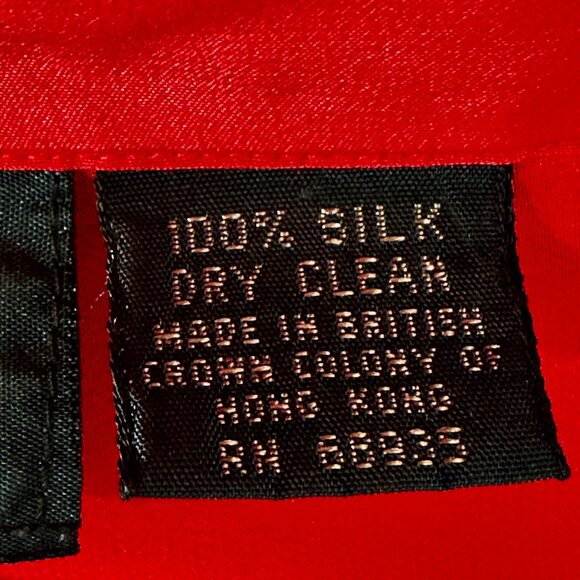 100% SILK
DRY CLEAN
MADE IN BRITISH
CROWN COLONY OF
HONG KONG
RN 66935